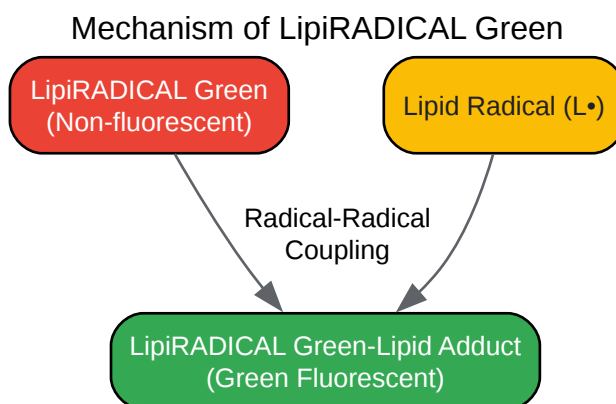 Mechanism of LipiRADICAL Green
LipiRADICAL Green
(Non-fluorescent)
Lipid Radical (L•)
Radical-Radical
Coupling
LipiRADICAL Green-Lipid Adduct
(Green Fluorescent)